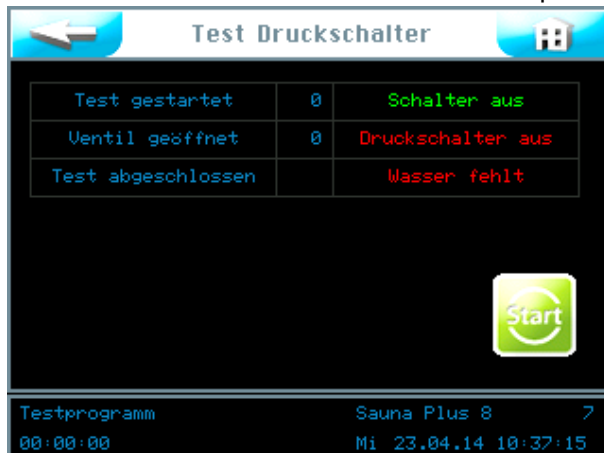 Test Druckschalter
Test gestartet 0 Schalter aus
Ventil geöffnet 0 Druckschalter aus
Test abgeschlossen Wasser fehlt
Start
Testprogramm Sauna Plus 8 7
00:00:00 Mi 23.04.14 10:37:15